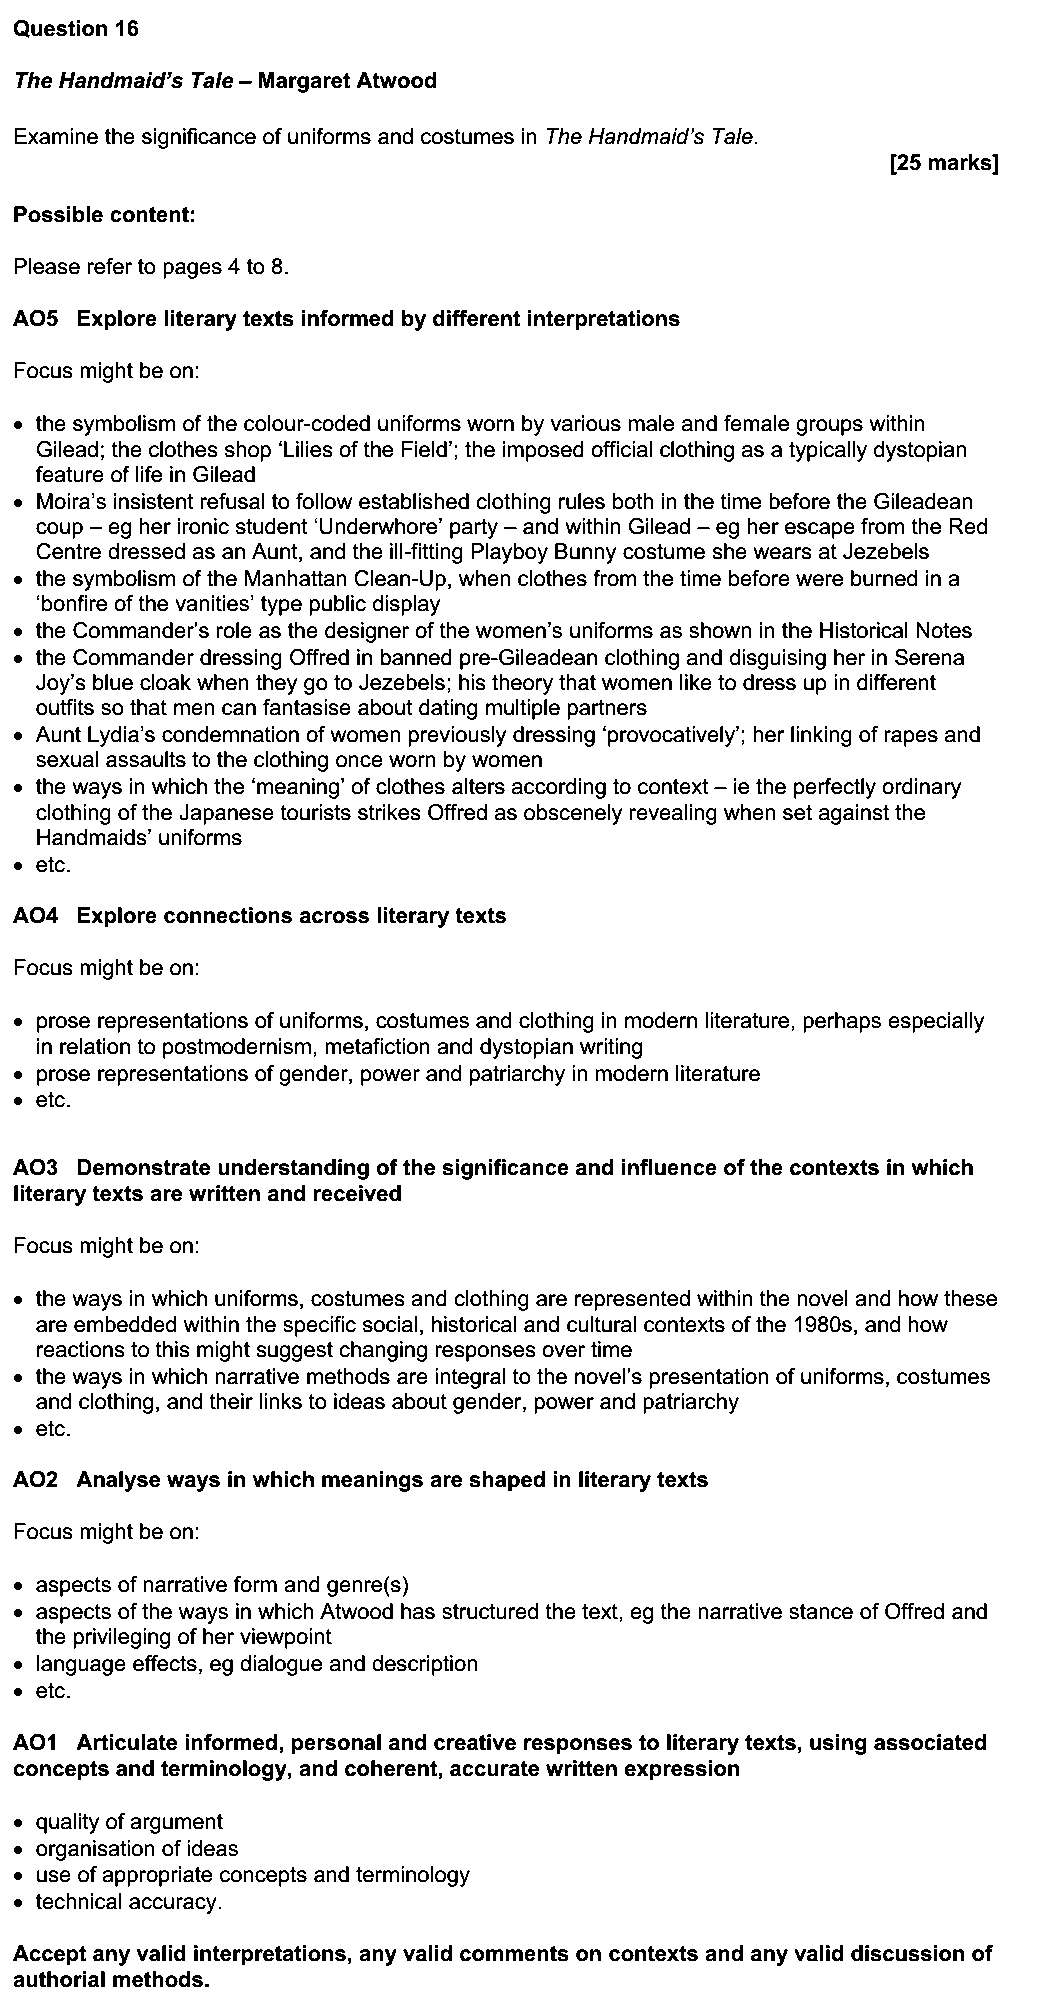 Question 16
The Handmaid's Tale – Margaret Atwood
Examine the significance of uniforms and costumes in The Handmaid's Tale.
[25 marks]
Possible content:
Please refer to pages 4 to 8.
AO5 Explore literary texts informed by different interpretations
Focus might be on:
• the symbolism of the colour-coded uniforms worn by various male and female groups within
Gilead; the clothes shop 'Lilies of the Field'; the imposed official clothing as a typically dystopian
feature of life in Gilead
• Moira's insistent refusal to follow established clothing rules both in the time before the Gileadean
coup – eg her ironic student 'Underwhore' party – and within Gilead – eg her escape from the Red
Centre dressed as an Aunt, and the ill-fitting Playboy Bunny costume she wears at Jezebels
• the symbolism of the Manhattan Clean-Up, when clothes from the time before were burned in a
'bonfire of the vanities' type public display
• the Commander's role as the designer of the women's uniforms as shown in the Historical Notes
• the Commander dressing Offred in banned pre-Gileadean clothing and disguising her in Serena
Joy's blue cloak when they go to Jezebels; his theory that women like to dress up in different
outfits so that men can fantasise about dating multiple partners
• Aunt Lydia's condemnation of women previously dressing 'provocatively'; her linking of rapes and
sexual assaults to the clothing once worn by women
• the ways in which the 'meaning' of clothes alters according to context – ie the perfectly ordinary
clothing of the Japanese tourists strikes Offred as obscenely revealing when set against the
Handmaids' uniforms
• etc.
AO4 Explore connections across literary texts
Focus might be on:
• prose representations of uniforms, costumes and clothing in modern literature, perhaps especially
in relation to postmodernism, metafiction and dystopian writing
• prose representations of gender, power and patriarchy in modern literature
• etc.
AO3 Demonstrate understanding of the significance and influence of the contexts in which
literary texts are written and received
Focus might be on:
• the ways in which uniforms, costumes and clothing are represented within the novel and how these
are embedded within the specific social, historical and cultural contexts of the 1980s, and how
reactions to this might suggest changing responses over time
• the ways in which narrative methods are integral to the novel's presentation of uniforms, costumes
and clothing, and their links to ideas about gender, power and patriarchy
• etc.
AO2 Analyse ways in which meanings are shaped in literary texts
Focus might be on:
• aspects of narrative form and genre(s)
• aspects of the ways in which Atwood has structured the text, eg the narrative stance of Offred and
the privileging of her viewpoint
• language effects, eg dialogue and description
• etc.
AO1 Articulate informed, personal and creative responses to literary texts, using associated
concepts and terminology, and coherent, accurate written expression
• quality of argument
• organisation of ideas
• use of appropriate concepts and terminology
• technical accuracy.
Accept any valid interpretations, any valid comments on contexts and any valid discussion of
authorial methods.